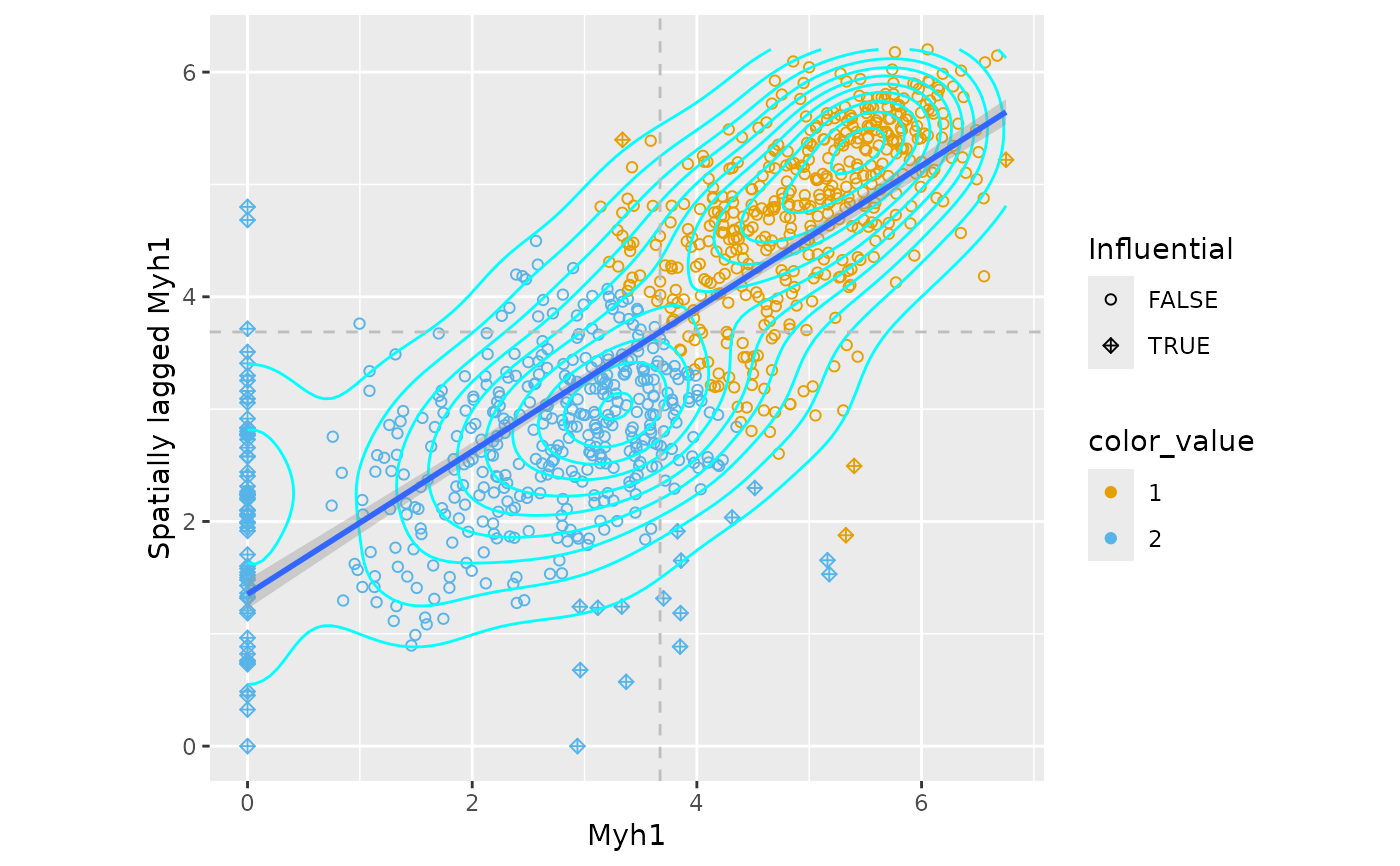 6
4
2
0
0 2 4 6
Spatially lagged Myh1
Myh1
Influential
FALSE
TRUE
color_value
1
2